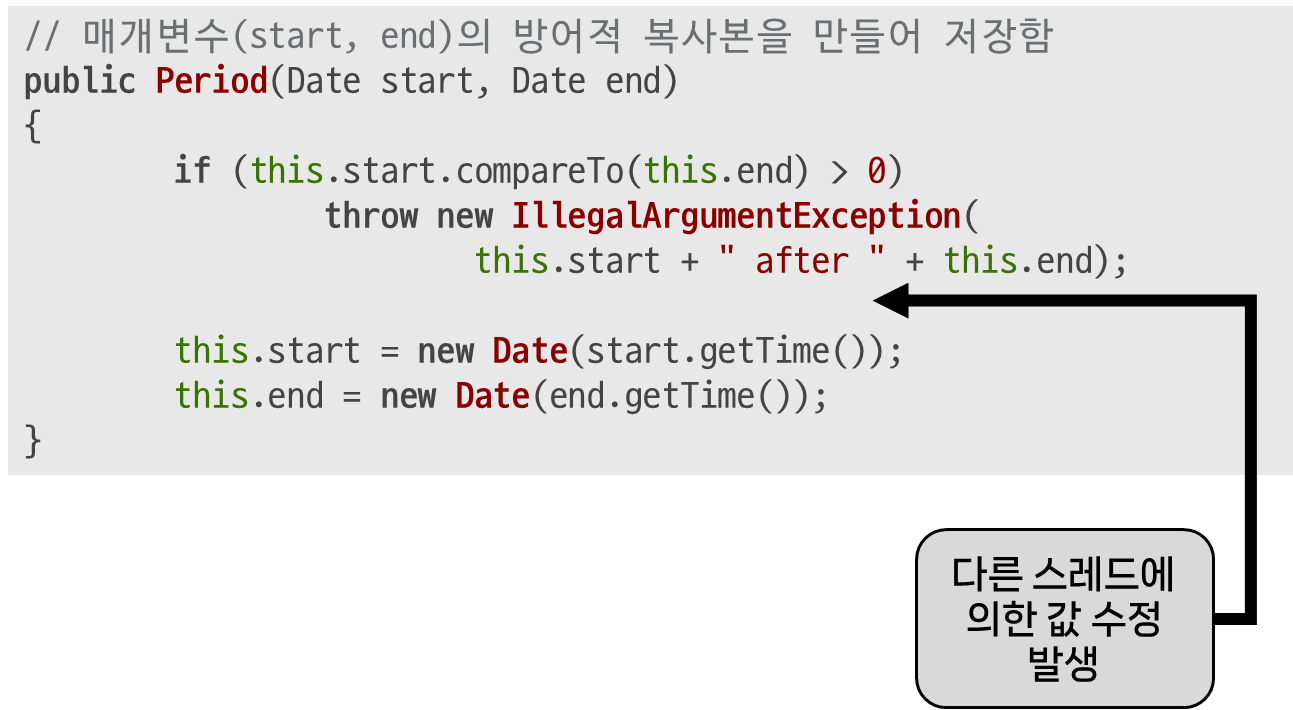 // 매개변수(start, end)의 방어적 복사본을 만들어 저장함
public Period(Date start, Date end)
{
if (this.start.compareTo(this.end) > 0)
throw new IllegalArgumentException(
this.start + " after " + this.end);
this.start = new Date(start.getTime());
this.end = new Date(end.getTime());
}
다른 스레드에
의한 값 수정
발생